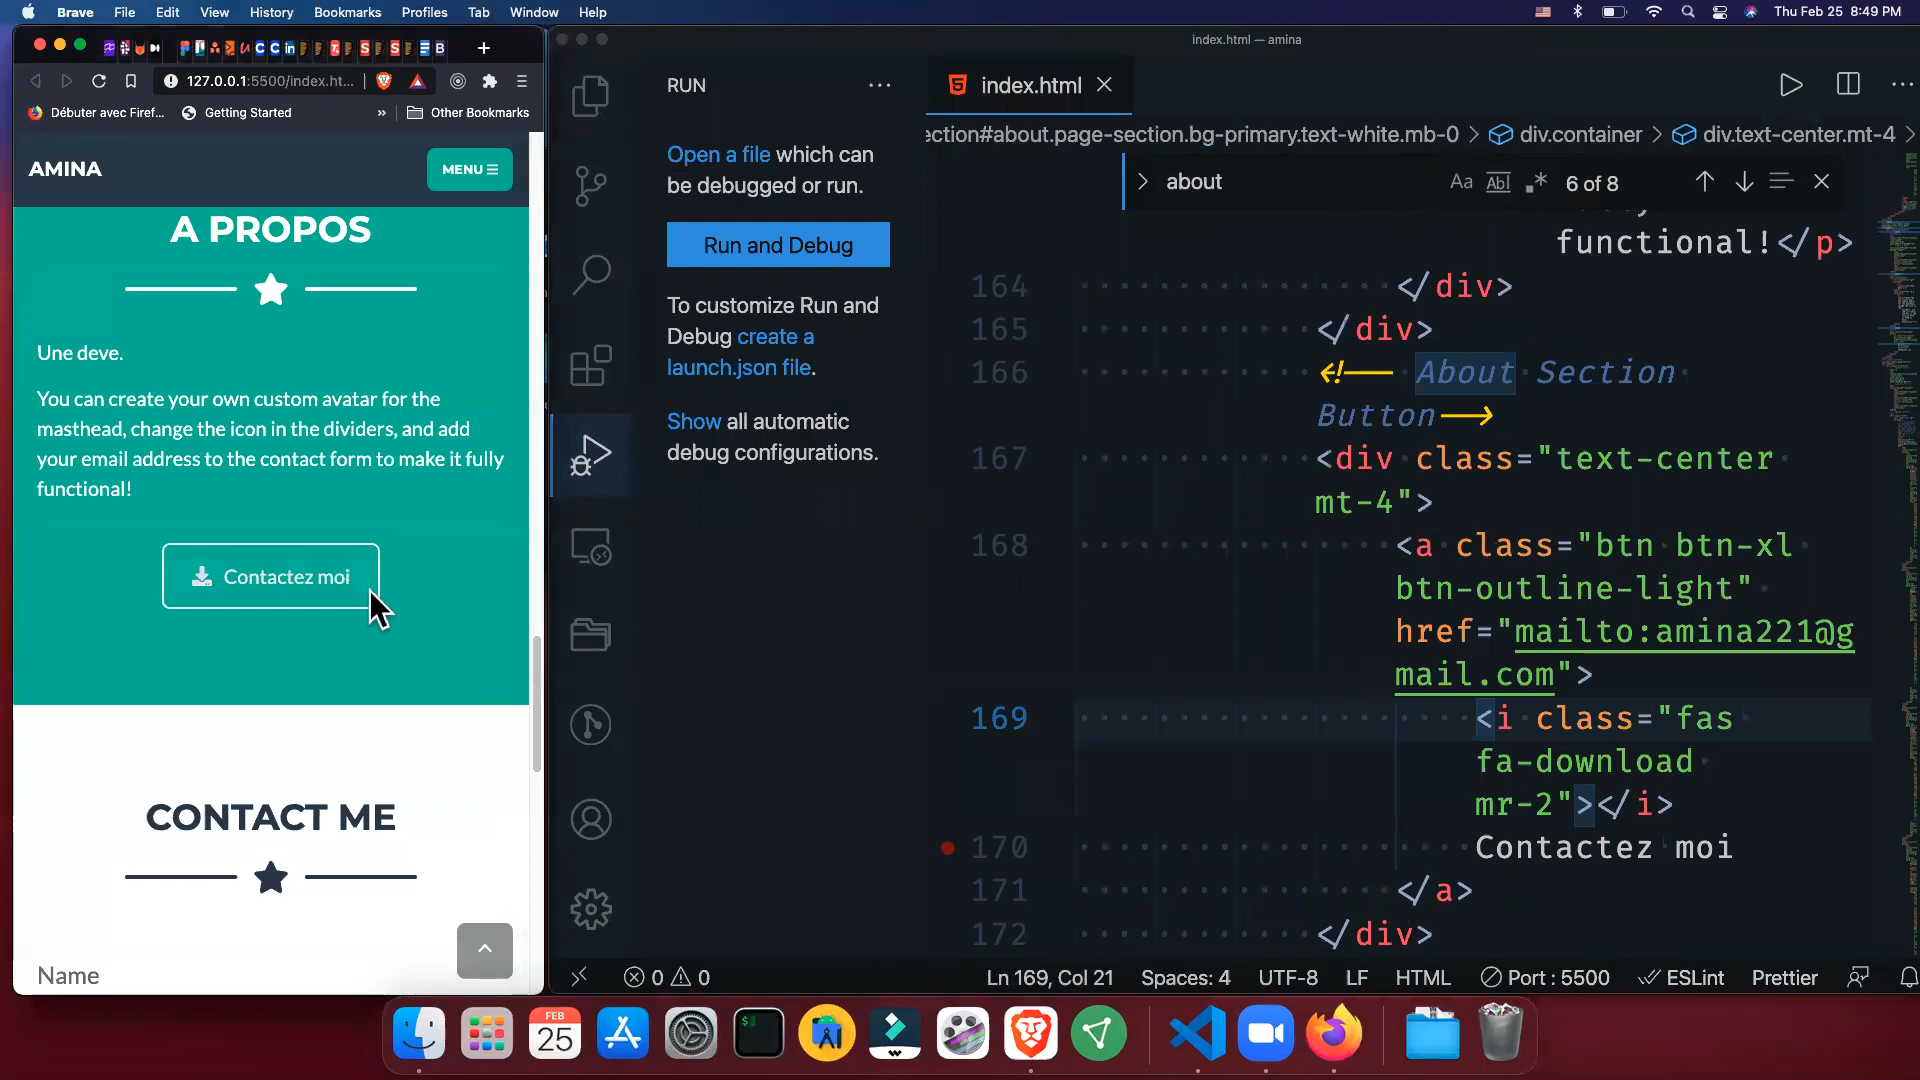 Brave File Edit View History Bookmarks Profiles Tab Window Help
Thu Feb 25 8:49 PM
127.0.0.1:5500/index.ht...
Débuter avec Firef...
Getting Started
»
Other Bookmarks
AMINA
MENU
A PROPOS
Une deve.
You can create your own custom avatar for the
masthead, change the icon in the dividers, and add
your email address to the contact form to make it fully
functional!
Contactez moi
CONTACT ME
Name
RUN
Open a file which can
be debugged or run.
Run and Debug
To customize Run and
Debug create a
launch.json file.
Show all automatic
debug configurations.
index.html — amina
index.html
ection#about.page-section.bg-primary.text-white.mb-0 > div.container > div.text-center.mt-4 >
about
Aa Abl .*
6 of 8
functional!</p>
164 </div>
165 </div>
166 <!-- About Section
Button-->
167 <div class="text-center
mt-4">
168 <a class="btn btn-xl
btn-outline-light"
href="mailto:amina221@g
mail.com">
169 <i class="fas
fa-download
mr-2"></i>
170 Contactez moi
171 </a>
172 </div>
0 0
Ln 169, Col 21
Spaces: 4
UTF-8
LF
HTML
Port : 5500
ESLint
Prettier
FEB
25